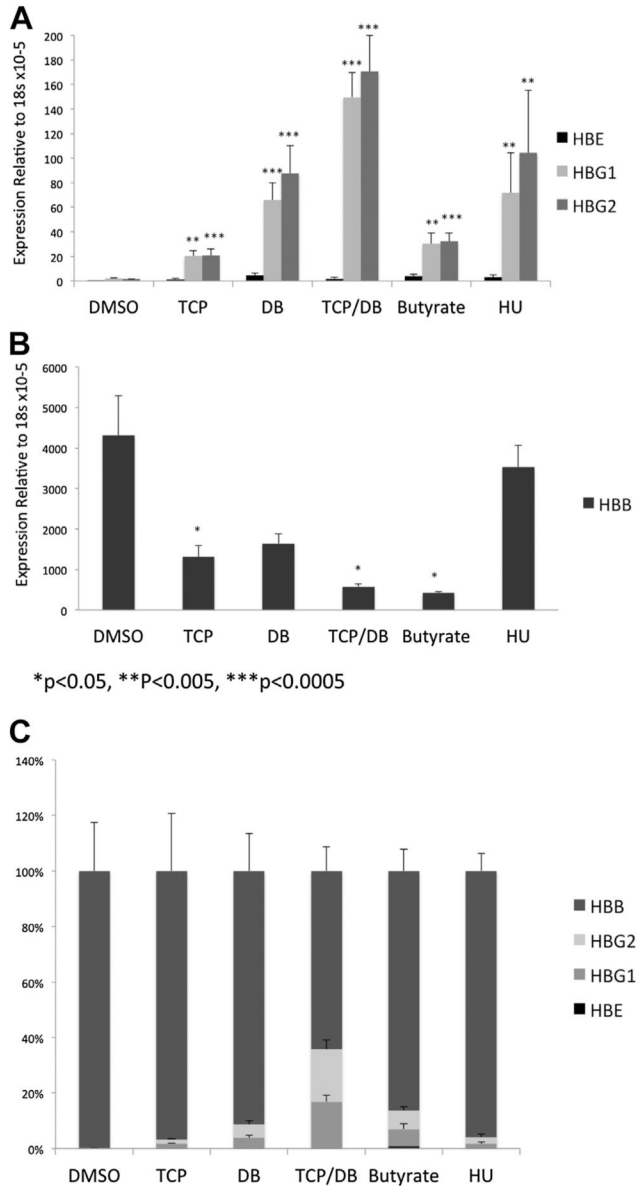 A
Expression Relative to 18s x10-5
200
180
160
140
120
100
80
60
40
20
0
** ***
*** ***
*** ***
** ***
** **
HBE
HBG1
HBG2
DMSO TCP DB TCP/DB Butyrate HU
B
Expression Relative to 18s x10-5
6000
5000
4000
3000
2000
1000
0
*
*
*
HBB
DMSO TCP DB TCP/DB Butyrate HU
*p<0.05, **P<0.005, ***p<0.0005
C
140%
120%
100%
80%
60%
40%
20%
0%
HBB
HBG2
HBG1
HBE
DMSO TCP DB TCP/DB Butyrate HU